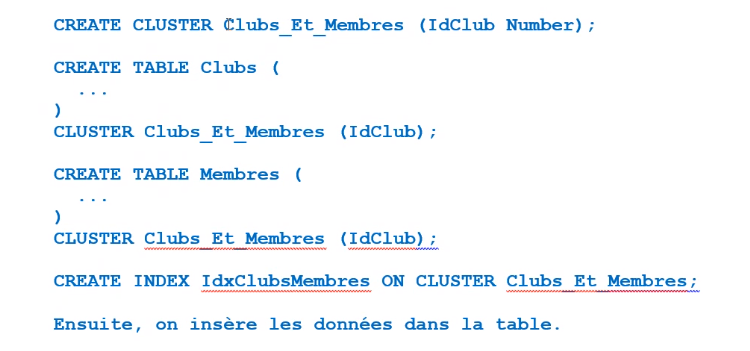 CREATE CLUSTER Clubs_Et_Membres (IdClub Number);
CREATE TABLE Clubs (
...
)
CLUSTER Clubs_Et_Membres (IdClub);
CREATE TABLE Membres (
...
)
CLUSTER Clubs_Et_Membres (IdClub);
CREATE INDEX IdxClubsMembres ON CLUSTER Clubs_Et_Membres;
Ensuite, on insère les données dans la table.